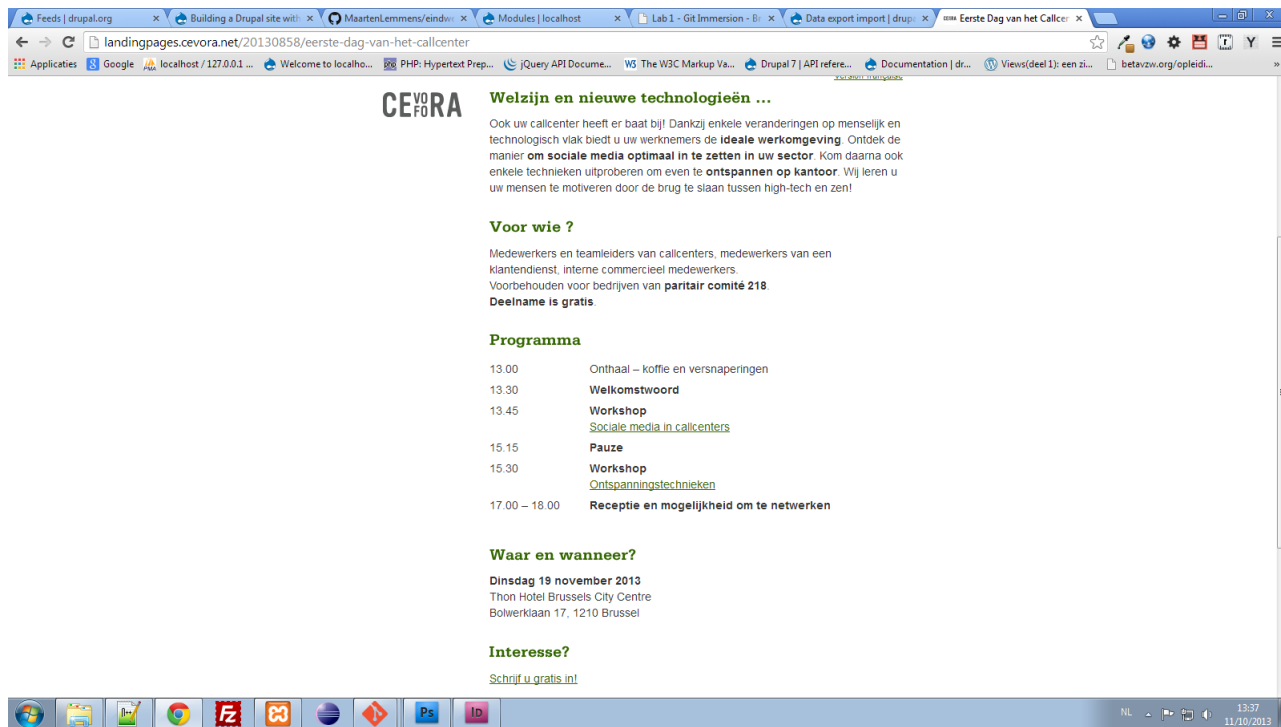 Feeds | drupal.org
Building a Drupal site with
MaartenLemmens/eindwe
Modules | localhost
Lab 1 - Git Immersion - Br
Data export import | drupa
Eerste Dag van het Callcer
landingpages.cevora.net/20130858/eerste-dag-van-het-callcenter
Applicaties
Google
localhost / 127.0.0.1 ...
Welcome to localho...
PHP: Hypertext Prep...
jQuery API Docume...
The W3C Markup Va...
Drupal 7 | API refere...
Documentation | dr...
Views(deel 1): een zi...
betavzw.org/opleidi...
»
Version française
CEVOFORA
Welzijn en nieuwe technologieën ...
Ook uw callcenter heeft er baat bij! Dankzij enkele veranderingen op menselijk en
technologisch vlak biedt u uw werknemers de ideale werkomgeving. Ontdek de
manier om sociale media optimaal in te zetten in uw sector. Kom daarna ook
enkele technieken uitproberen om even te ontspannen op kantoor. Wij leren u
uw mensen te motiveren door de brug te slaan tussen high-tech en zen!
Voor wie ?
Medewerkers en teamleiders van callcenters, medewerkers van een
klantendienst, interne commercieel medewerkers.
Voorbehouden voor bedrijven van paritair comité 218.
Deelname is gratis.
Programma
13.00 Onthaal – koffie en versnaperingen
13.30 Welkomstwoord
13.45 Workshop
Sociale media in callcenters
15.15 Pauze
15.30 Workshop
Ontspanningstechnieken
17.00 – 18.00 Receptie en mogelijkheid om te netwerken
Waar en wanneer?
Dinsdag 19 november 2013
Thon Hotel Brussels City Centre
Bolwerklaan 17, 1210 Brussel
Interesse?
Schrijf u gratis in!
Ps
ID
NL
13:37
11/10/2013